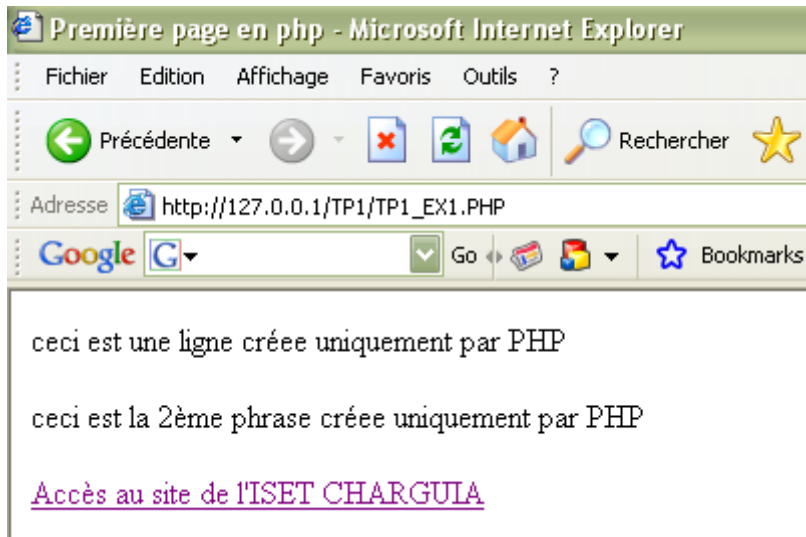 Première page en php - Microsoft Internet Explorer
Fichier Edition Affichage Favoris Outils ?
Précédente Rechercher
Adresse http://127.0.0.1/TP1/TP1_EX1.PHP
Google G Go Bookmarks
ceci est une ligne créee uniquement par PHP
ceci est la 2ème phrase créee uniquement par PHP
Accès au site de l'ISET CHARGUIA